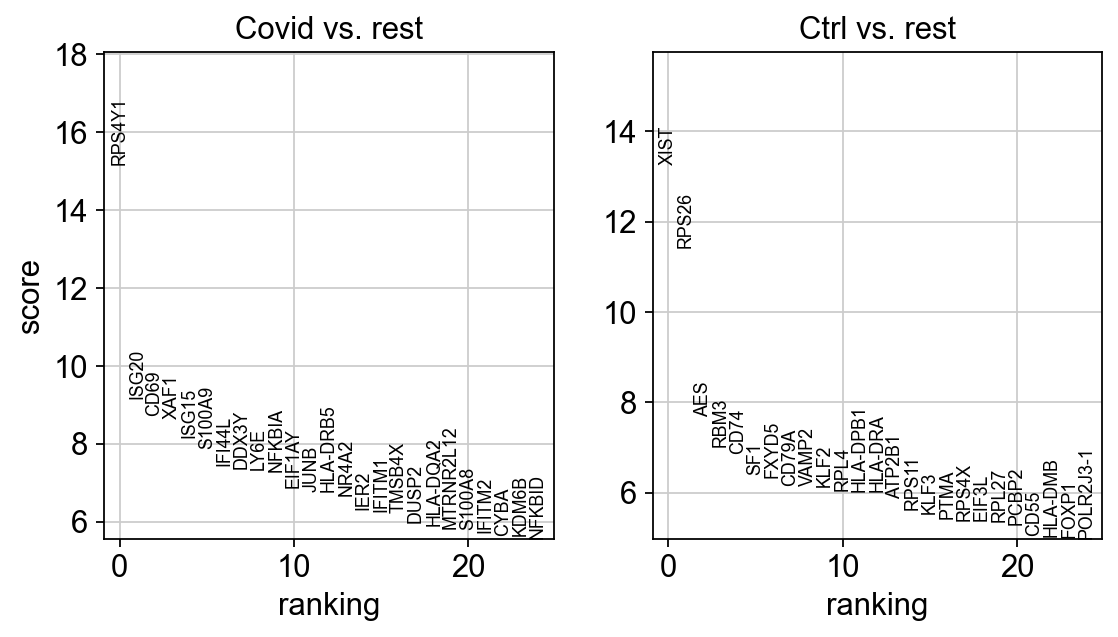 Covid vs. rest
18
16
14
12
10
8
6
score
RPS4Y1
ISG20
CD69
XAF1
ISG15
S100A9
IFI44L
DDX3Y
LY6E
NFKBIA
EIF1AY
JUNB
HLA-DRB5
NR4A2
IER2
IFITM1
TMSB4X
DUSP2
HLA-DQA2
MTRNR2L12
S100A8
IFITM2
CYBA
KDM6B
NFKBID
0
10
20
ranking
Ctrl vs. rest
14
12
10
8
6
XIST
RPS26
AES
RBM3
CD74
SF1
FXYD5
CD79A
VAMP2
KLF2
RPL4
HLA-DPB1
HLA-DRA
ATP2B1
RPS11
KLF3
PTMA
RPS4X
EIF3L
RPL27
PCBP2
CD55
HLA-DMB
FOXP1
POLR2J3-1
0
10
20
ranking